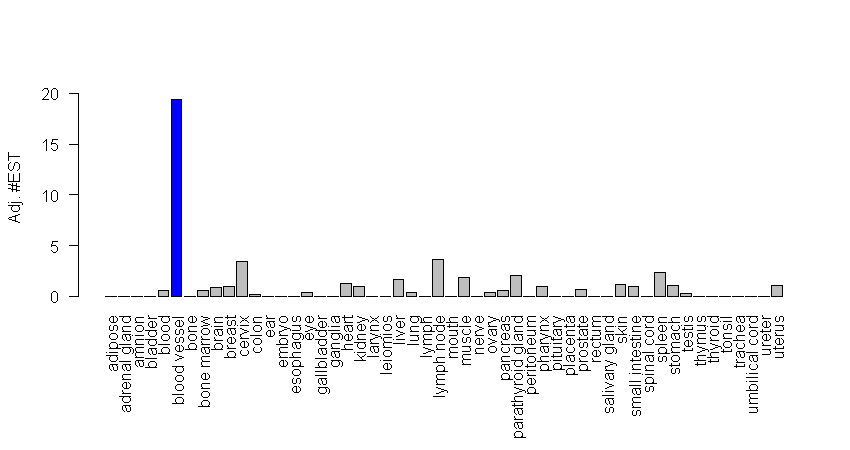 Adj. #EST
20
15
10
5
0
adipose
adrenal gland
amnion
bladder
blood
blood vessel
bone
bone marrow
brain
breast
cervix
colon
ear
embryo
esophagus
eye
gallbladder
ganglia
heart
kidney
larynx
leiomios
liver
lung
lymph
lymph node
mouth
muscle
nerve
ovary
pancreas
parathyroid gland
peritoneum
pharynx
pituitary
placenta
prostate
rectum
salivary gland
skin
small intestine
spinal cord
spleen
stomach
testis
thymus
thyroid
tonsil
trachea
umbilical cord
ureter
uterus